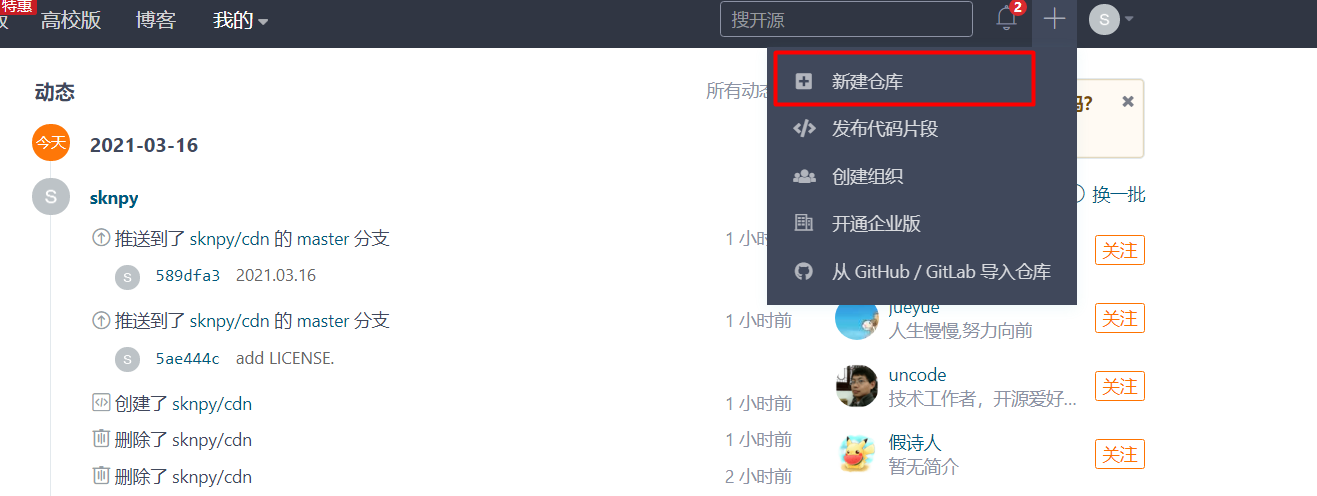 特惠
版 高校版 博客 我的 搜开源 2 S
动态 所有动态
新建仓库
发布代码片段
创建组织
开通企业版
从 GitHub / GitLab 导入仓库
今天 2021-03-16
吗?
换一批
S sknpy
推送到了 sknpy/cdn 的 master 分支 1 小时
S 589dfa3 2021.03.16
关注
推送到了 sknpy/cdn 的 master 分支 1 小时前
S 5ae444c add LICENSE.
jueyue
人生慢慢,努力向前
关注
创建了 sknpy/cdn 1 小时前
uncode
技术工作者，开源爱好...
关注
删除了 sknpy/cdn 1 小时前
删除了 sknpy/cdn 2 小时前
假诗人
暂无简介
关注